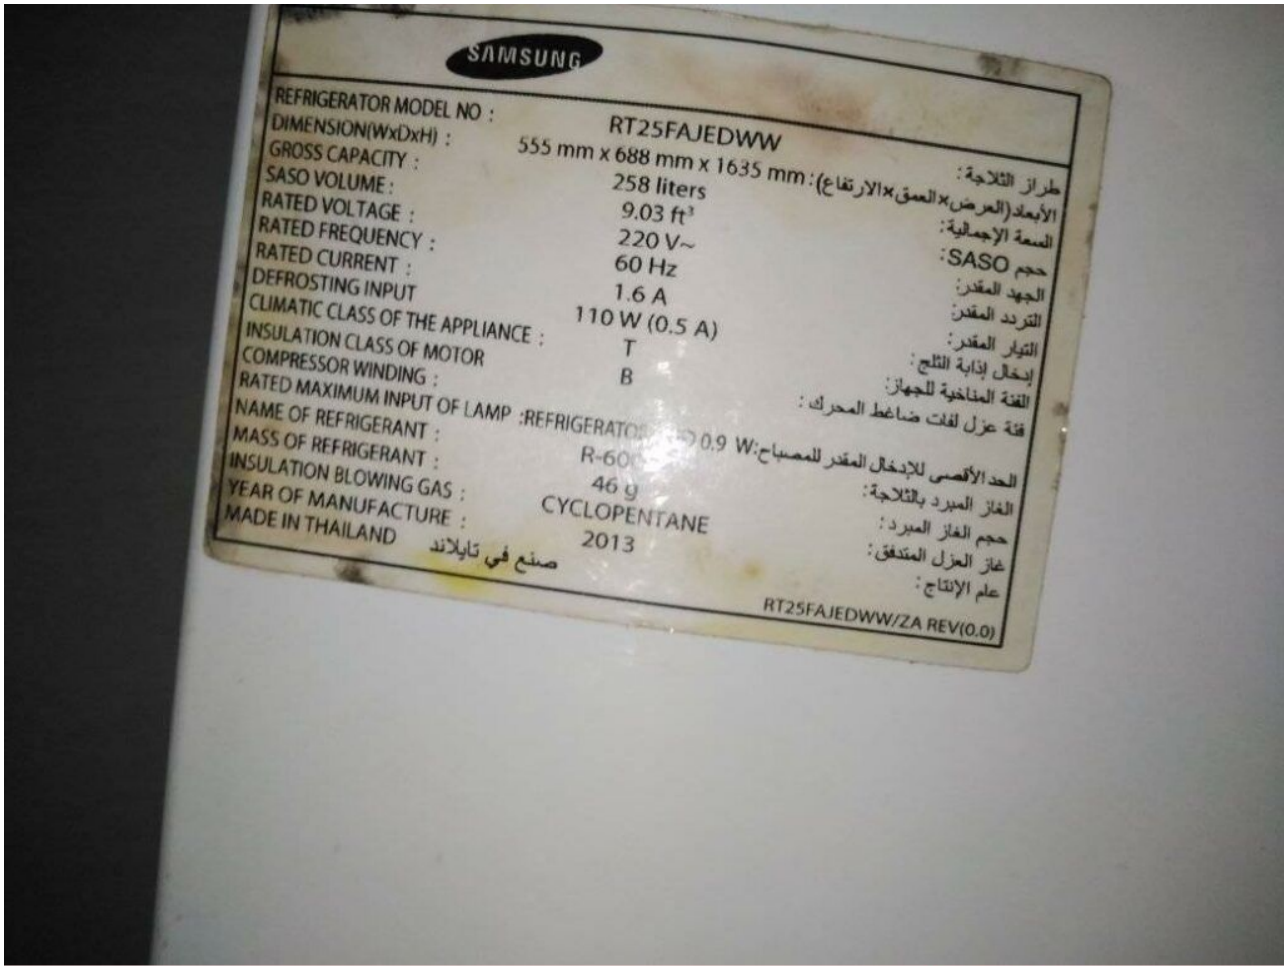 SAMSUNG
REFRIGERATOR MODEL NO : RT25FAJEDWW طراز الثلاجة:
DIMENSION(WxDxH) : 555 mm x 688 mm x 1635 mm :(الأبعاد(العرض×العمق×الارتفاع
GROSS CAPACITY : 258 liters السعة الإجمالية:
SASO VOLUME : 9.03 ft³ حجم SASO:
RATED VOLTAGE : 220 V~ الجهد المقدر:
RATED FREQUENCY : 60 Hz التردد المقدر:
RATED CURRENT : 1.6 A التيار المقدر:
DEFROSTING INPUT 110 W (0.5 A) إدخال إذابة الثلج:
CLIMATIC CLASS OF THE APPLIANCE : T الفئة المناخية للجهاز:
INSULATION CLASS OF MOTOR
COMPRESSOR WINDING : B فئة عزل لفات ضاغط المحرك :
RATED MAXIMUM INPUT OF LAMP :REFRIGERATOR 0.9 W:الحد الأقصى للإدخال المقدر للمصباح
NAME OF REFRIGERANT : الغاز المبرد بالثلاجة:
MASS OF REFRIGERANT : 46 g حجم الغاز المبرد:
INSULATION BLOWING GAS : CYCLOPENTANE غاز العزل المتدفق:
YEAR OF MANUFACTURE : 2013 عام الإنتاج:
MADE IN THAILAND صنع في تايلاند
RT25FAJEDWW/ZA REV(0.0)